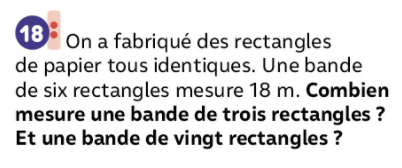 18 On a fabriqué des rectangles
de papier tous identiques. Une bande
de six rectangles mesure 18 m. Combien
mesure une bande de trois rectangles ?
Et une bande de vingt rectangles ?